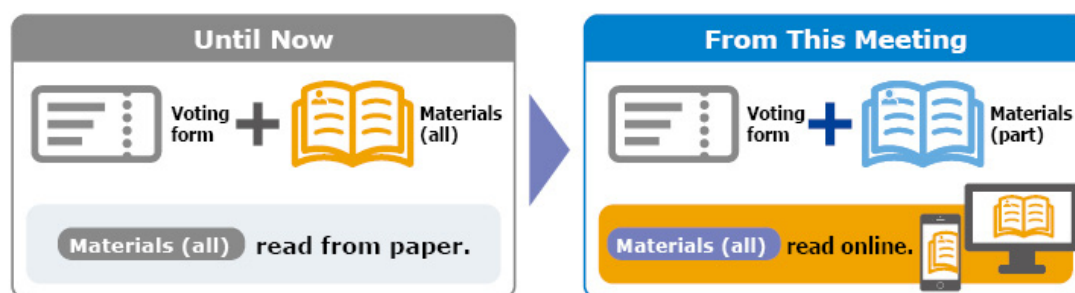 Until Now
Voting
form
Materials
(all)
Materials (all) read from paper.
From This Meeting
Voting
form
Materials
(part)
Materials (all) read online.